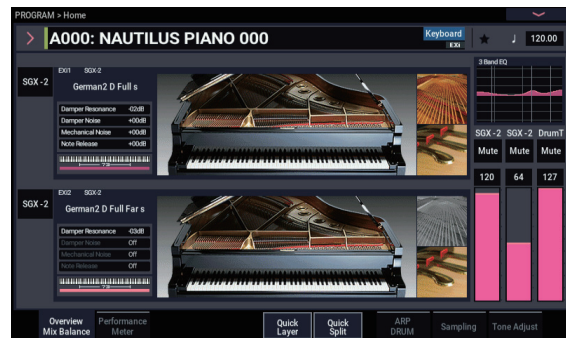 PROGRAM > Home
A000: NAUTILUS PIANO 000
Keyboard
EXi
120.00
3 Band EQ
SGX-2
EXi1 SGX-2
German2 D Full s
Damper Resonance -02dB
Damper Noise +00dB
Mechanical Noise +00dB
Note Release +00dB
SGX-2 SGX-2 DrumT
Mute Mute Mute
120 64 127
SGX-2
EXi2 SGX-2
German2 D Full Far s
Damper Resonance -03dB
Damper Noise Off
Mechanical Noise Off
Note Release Off
Overview
Mix Balance
Performance
Meter
Quick
Layer
Quick
Split
ARP
DRUM
Sampling
Tone Adjust